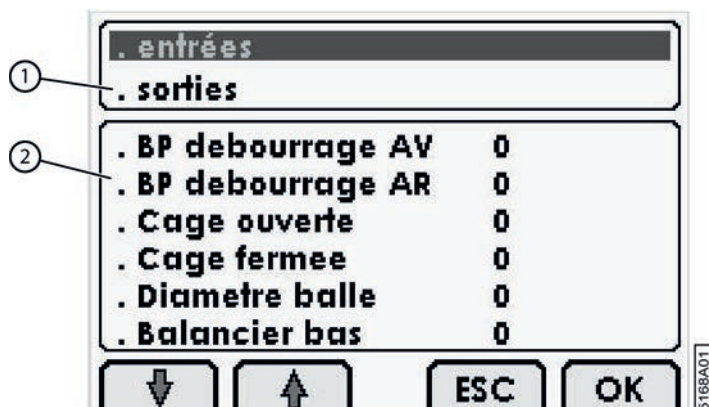 . entrées
1
. sorties
2
. BP debourrage AV 0
. BP debourrage AR 0
. Cage ouverte 0
. Cage fermee 0
. Diametre balle 0
. Balancier bas 0
ESC
OK
5168A01